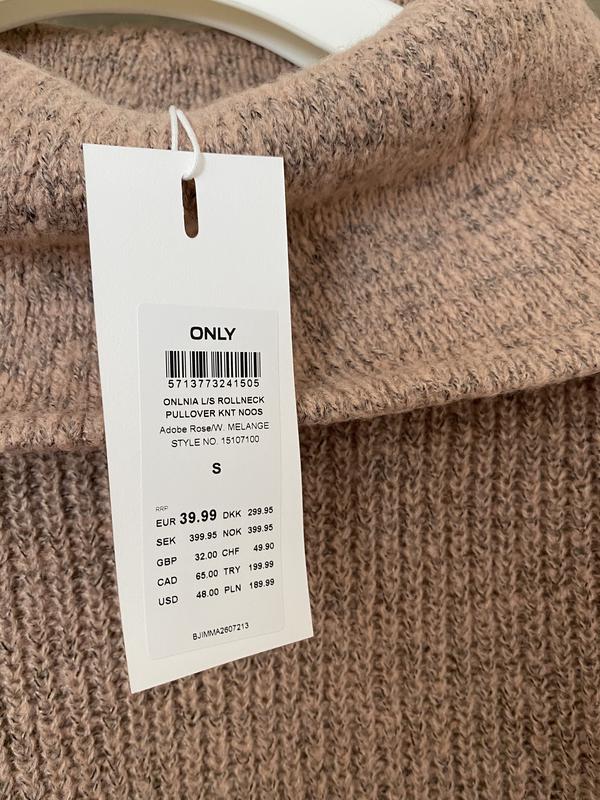 ONLY
5713773241505
ONLNIA L/S ROLLNECK
PULLOVER KNT NOOS
Adobe Rose/W. MELANGE
STYLE NO. 15107100
S
RRP
EUR 39.99 DKK 299.95
SEK 399.95 NOK 399.95
GBP 32.00 CHF 49.90
CAD 65.00 TRY 199.99
USD 48.00 PLN 189.99
BJIMMA2607213